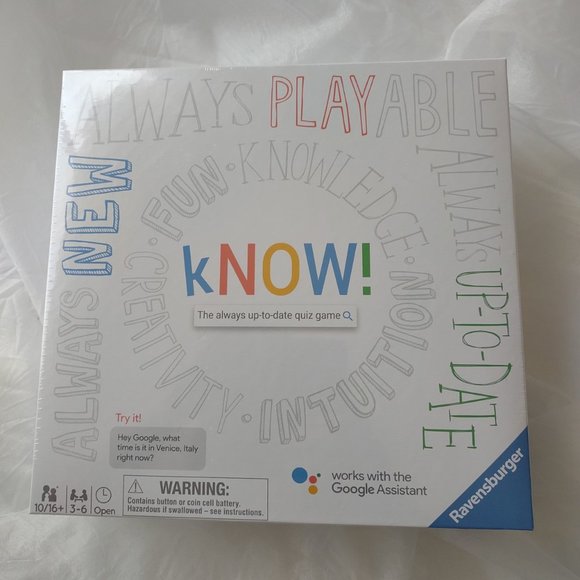 ALWAYS PLAYABLE
ALWAYS NEW
ALWAYS UP-TO-DATE
FUN • KNOWLEDGE • INTUITION • CREATIVITY •
kNOW!
The always up-to-date quiz game
Try it!
Hey Google, what
time is it in Venice, Italy
right now?
10/16+
3-6
Open
WARNING:
Contains button or coin cell battery.
Hazardous if swallowed – see instructions.
works with the
Google Assistant
Ravensburger